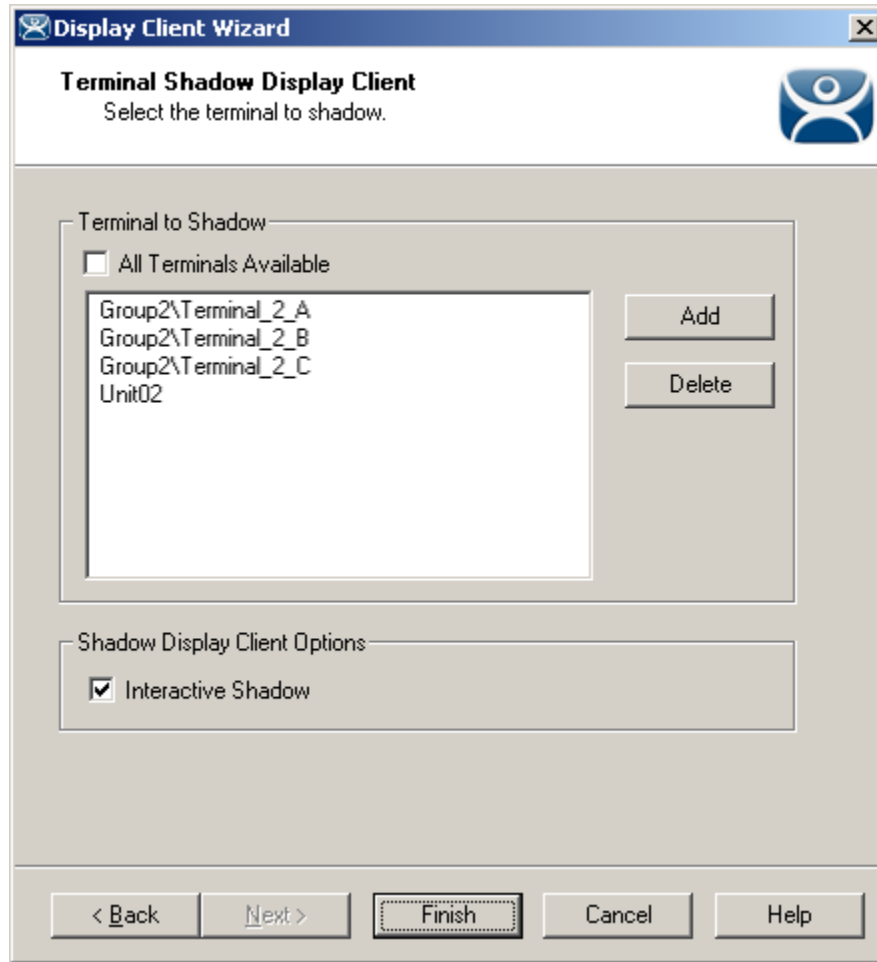 Display Client Wizard
Terminal Shadow Display Client
Select the terminal to shadow.
Terminal to Shadow
All Terminals Available
Group2\Terminal_2_A
Group2\Terminal_2_B
Group2\Terminal_2_C
Unit02
Add
Delete
Shadow Display Client Options
Interactive Shadow
< Back
Next >
Finish
Cancel
Help